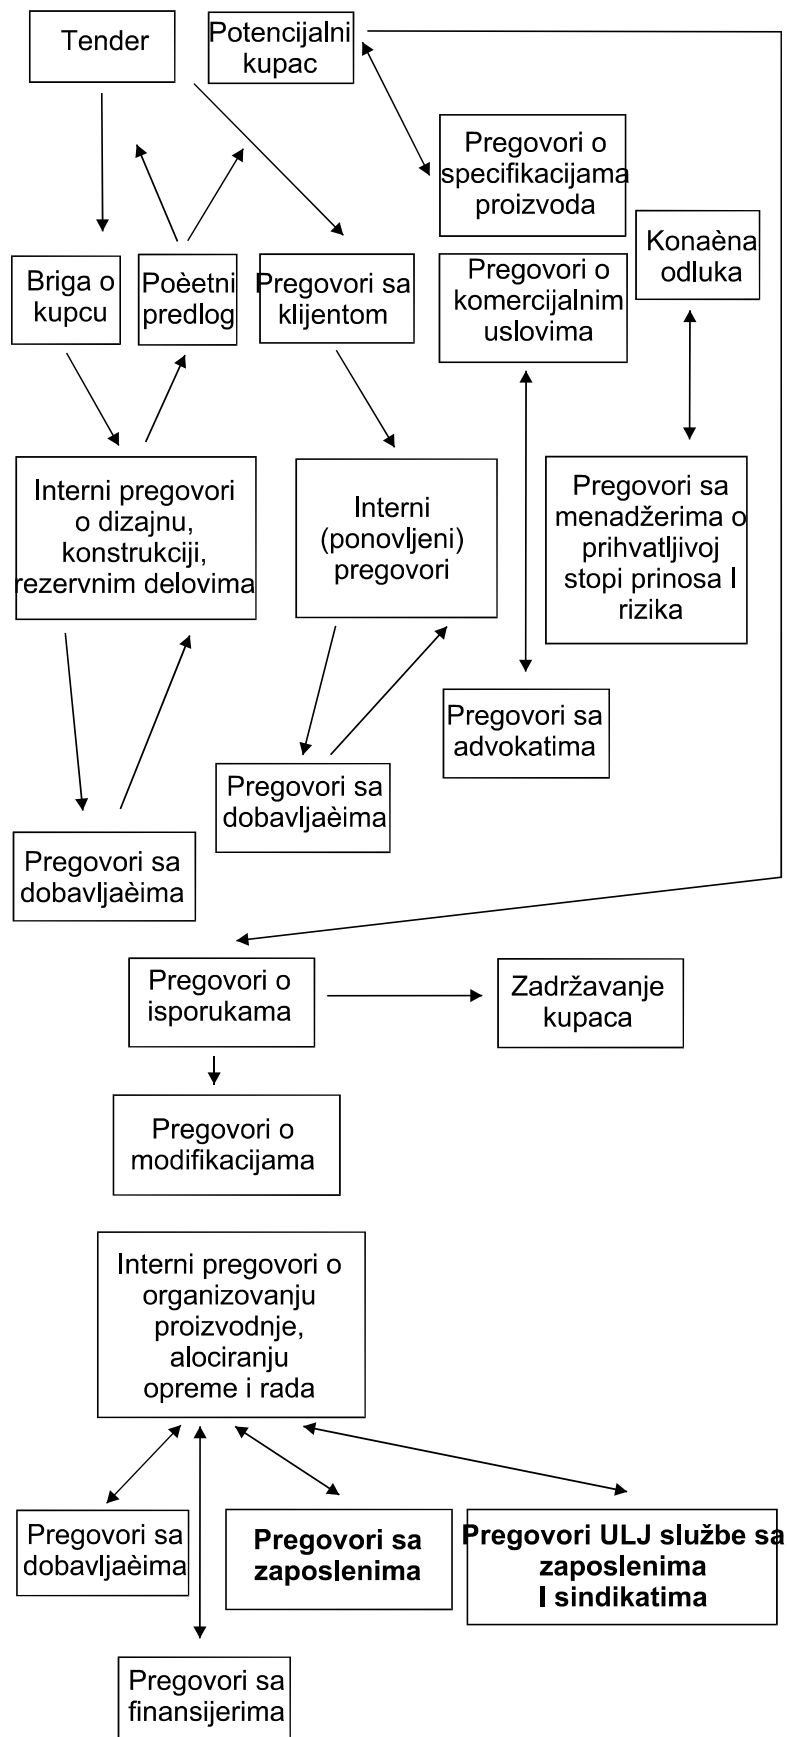 Tender
Potencijalni
kupac
Pregovori o
specifikacijama
proizvoda
Konaèna
odluka
Briga o
kupcu
Poèetni
predlog
Pregovori sa
klijentom
Pregovori o
komercijalnim
uslovima
Interni pregovori
o dizajnu,
konstrukciji,
rezervnim delovima
Interni
(ponovljeni)
pregovori
Pregovori sa
menadžerima o
prihvatljivoj
stopi prinosa I
rizika
Pregovori sa
advokatima
Pregovori sa
dobavljaèima
Pregovori sa
dobavljaèima
Pregovori o
isporukama
Zadržavanje
kupaca
Pregovori o
modifikacijama
Interni pregovori o
organizovanju
proizvodnje,
alociranju
opreme i rada
Pregovori sa
dobavljaèima
Pregovori sa
zaposlenima
Pregovori ULJ službe sa
zaposlenima
I sindikatima
Pregovori sa
finansijerima